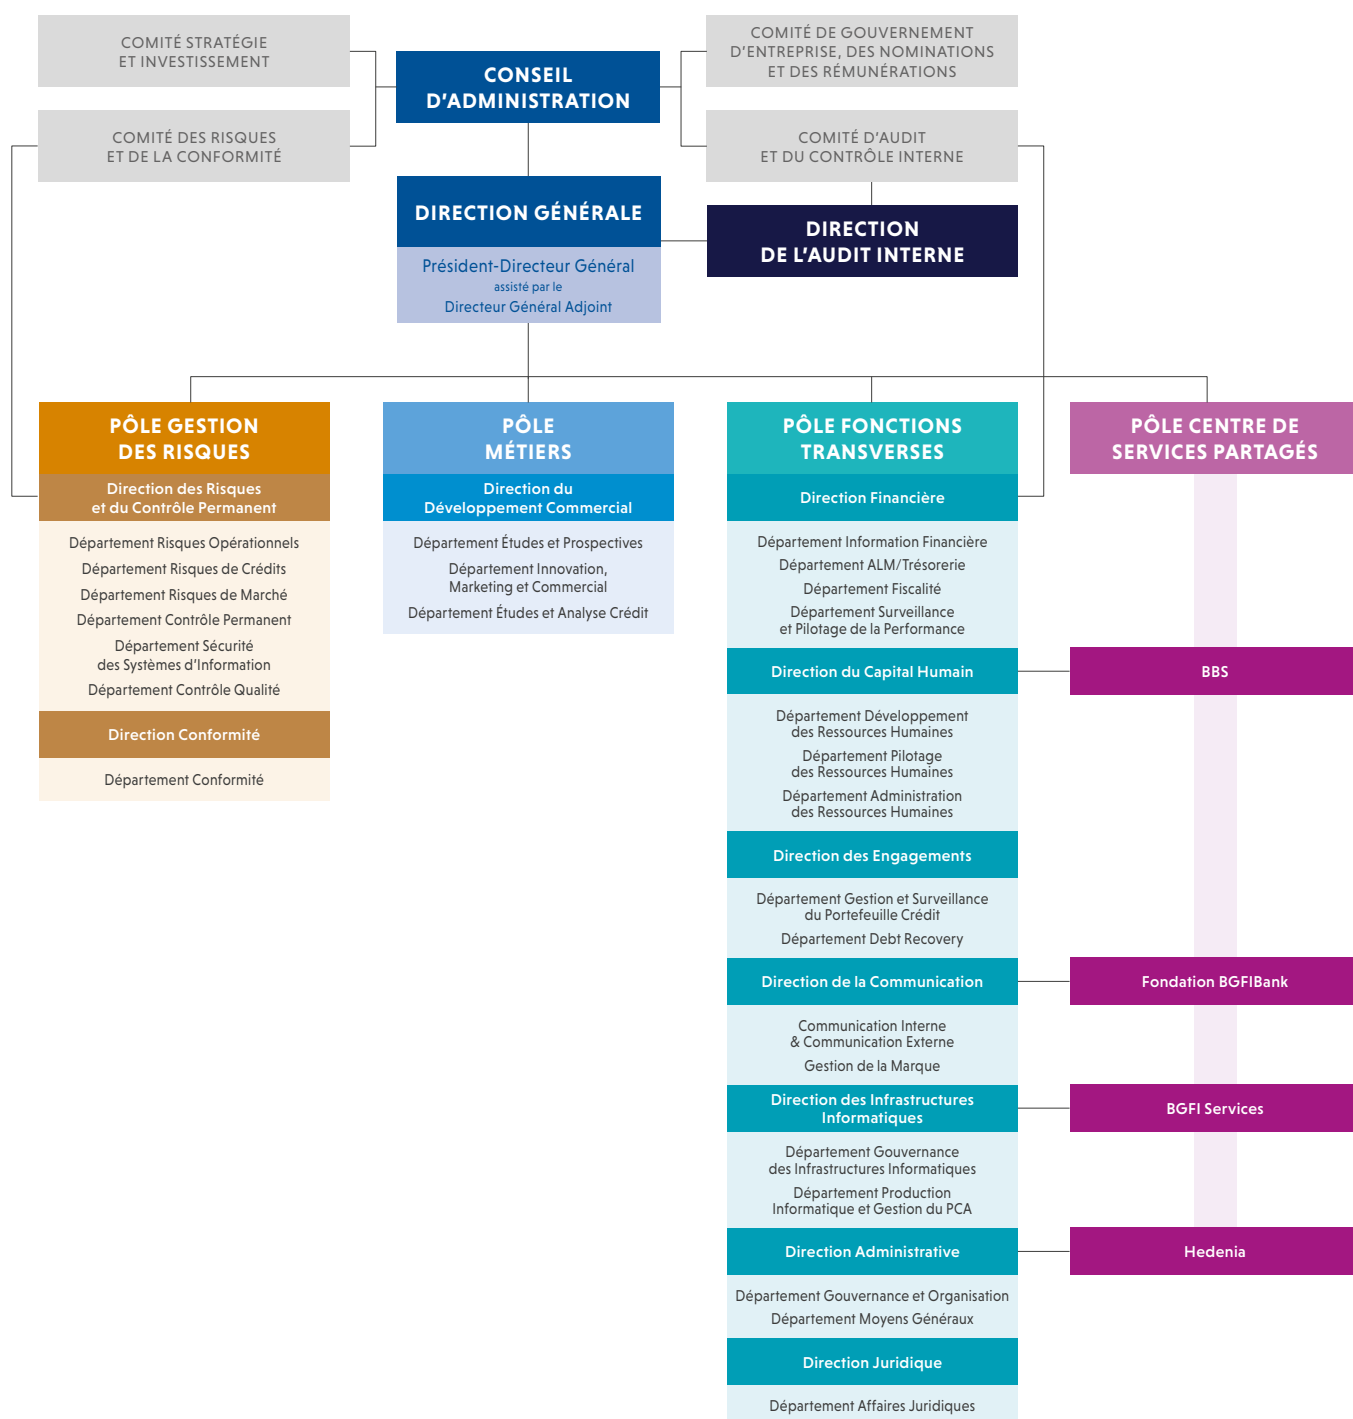 COMITÉ STRATÉGIE
ET INVESTISSEMENT
COMITÉ DES RISQUES
ET DE LA CONFORMITÉ
CONSEIL
D'ADMINISTRATION
COMITÉ DE GOUVERNEMENT
D'ENTREPRISE, DES NOMINATIONS
ET DES RÉMUNÉRATIONS
COMITÉ D'AUDIT
ET DU CONTRÔLE INTERNE
DIRECTION GÉNÉRALE
Président-Directeur Général
assisté par le
Directeur Général Adjoint
DIRECTION
DE L'AUDIT INTERNE
PÔLE GESTION
DES RISQUES
Direction des Risques
et du Contrôle Permanent
Département Risques Opérationnels
Département Risques de Crédits
Département Risques de Marché
Département Contrôle Permanent
Département Sécurité
des Systèmes d'Information
Département Contrôle Qualité
Direction Conformité
Département Conformité
PÔLE
MÉTIERS
Direction du
Développement Commercial
Département Études et Prospectives
Département Innovation,
Marketing et Commercial
Département Études et Analyse Crédit
PÔLE FONCTIONS
TRANSVERSES
Direction Financière
Département Information Financière
Département ALM/Trésorerie
Département Fiscalité
Département Surveillance
et Pilotage de la Performance
Direction du Capital Humain
Département Développement
des Ressources Humaines
Département Pilotage
des Ressources Humaines
Département Administration
des Ressources Humaines
Direction des Engagements
Département Gestion et Surveillance
du Portefeuille Crédit
Département Debt Recovery
Direction de la Communication
Communication Interne
& Communication Externe
Gestion de la Marque
Direction des Infrastructures
Informatiques
Département Gouvernance
des Infrastructures Informatiques
Département Production
Informatique et Gestion du PCA
Direction Administrative
Département Gouvernance et Organisation
Département Moyens Généraux
Direction Juridique
Département Affaires Juridiques
PÔLE CENTRE DE
SERVICES PARTAGÉS
BBS
Fondation BGFIBank
BGFI Services
Hedenia